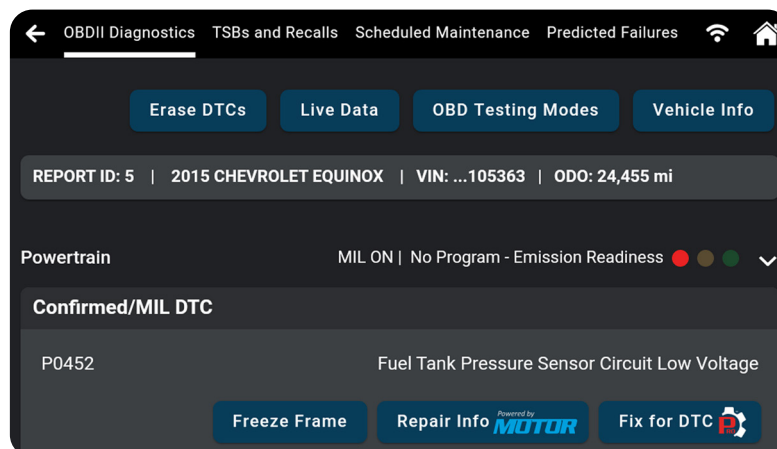 OBDII Diagnostics TSBs and Recalls Scheduled Maintenance Predicted Failures
Erase DTCs Live Data OBD Testing Modes Vehicle Info
REPORT ID: 5 | 2015 CHEVROLET EQUINOX | VIN: ...105363 | ODO: 24,455 mi
Powertrain MIL ON | No Program - Emission Readiness
Confirmed/MIL DTC
P0452 Fuel Tank Pressure Sensor Circuit Low Voltage
Freeze Frame Repair Info Powered by MOTOR Fix for DTC P